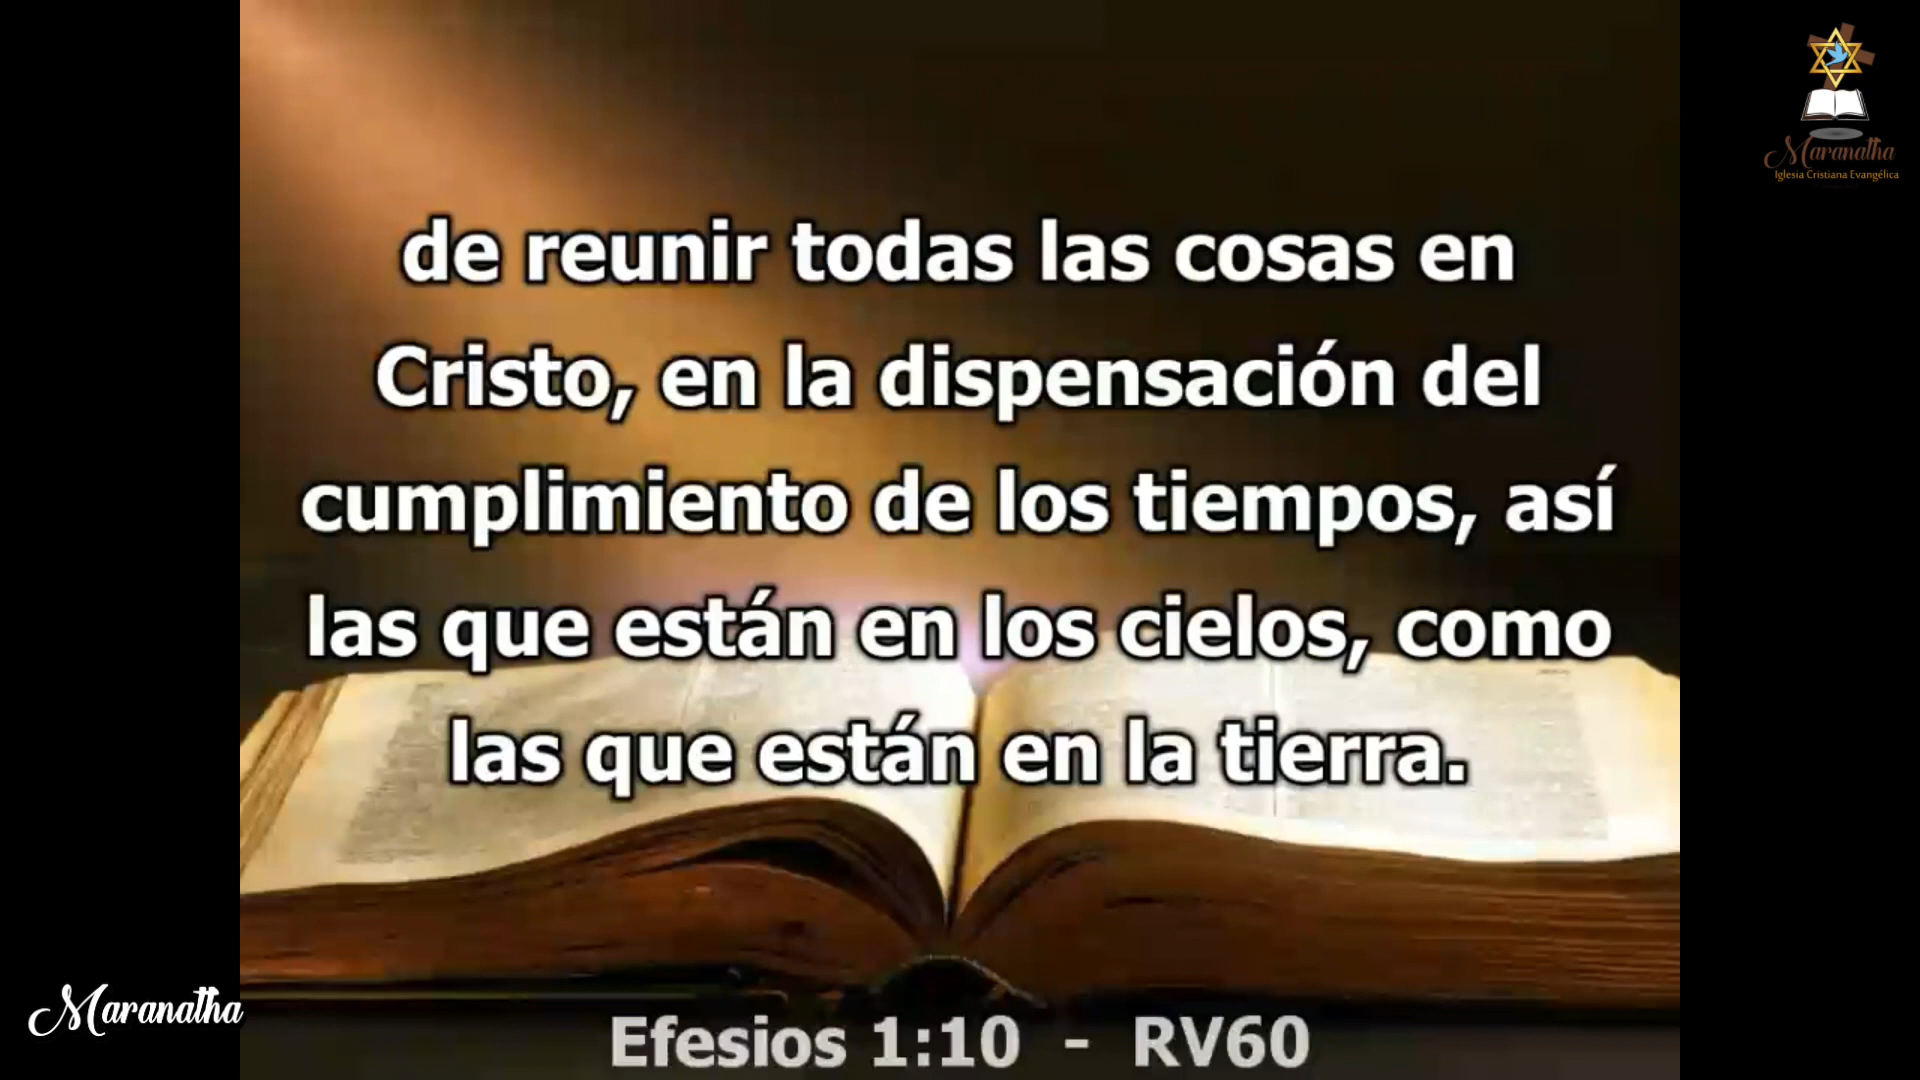 Maranatha
Iglesia Cristiana Evangélica
de reunir todas las cosas en
Cristo, en la dispensación del
cumplimiento de los tiempos, así
las que están en los cielos, como
las que están en la tierra.
Maranatha
Efesios 1:10 - RV60